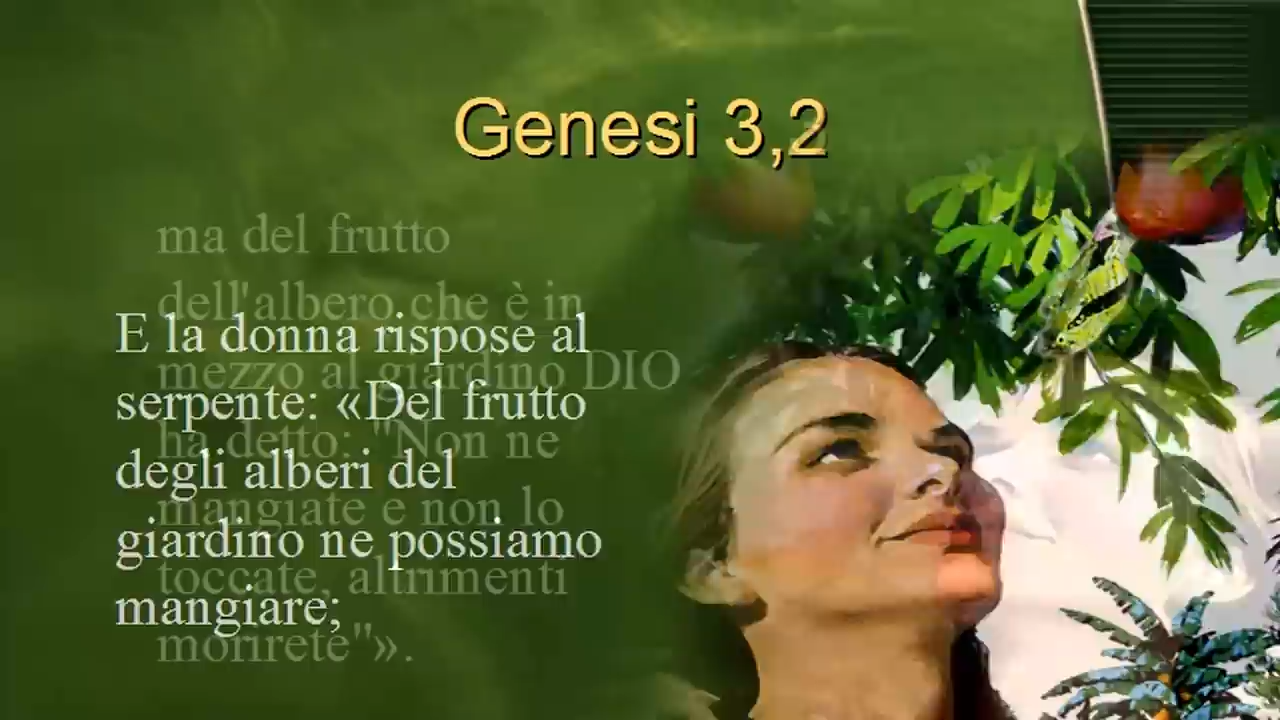 Genesi 3,2
E la donna rispose al
serpente: «Del frutto
degli alberi del
giardino ne possiamo
mangiare;
ma del frutto
dell'albero che è in
mezzo al giardino DIO
ha detto: "Non ne
mangiate e non lo
toccate, altrimenti
morirete"».